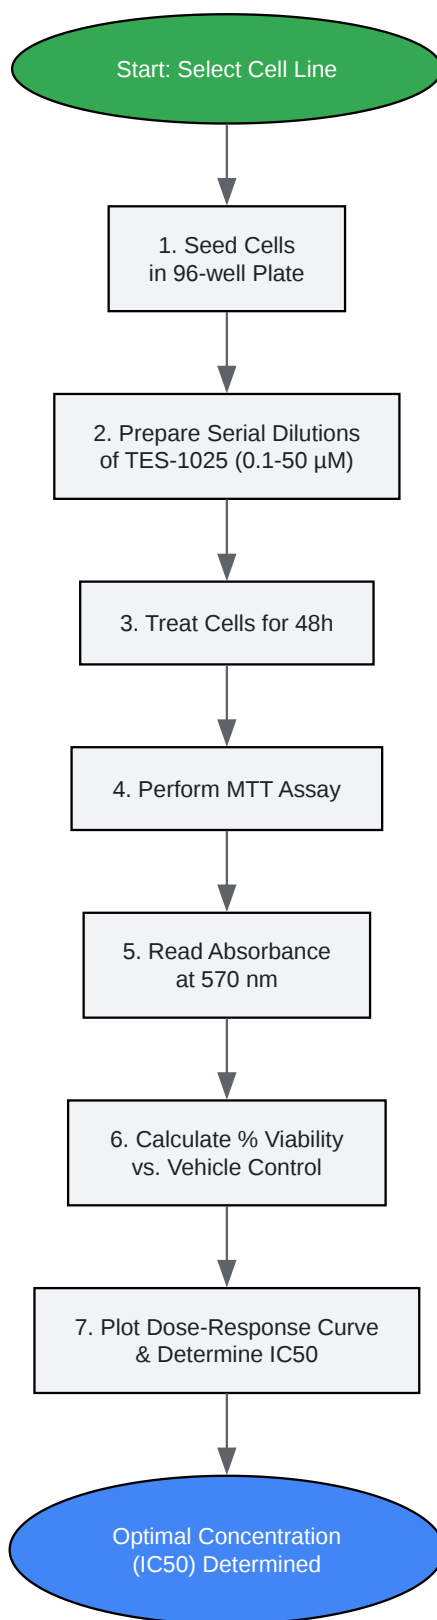 Start: Select Cell Line
1. Seed Cells
in 96-well Plate
2. Prepare Serial Dilutions
of TES-1025 (0.1-50 µM)
3. Treat Cells for 48h
4. Perform MTT Assay
5. Read Absorbance
at 570 nm
6. Calculate % Viability
vs. Vehicle Control
7. Plot Dose-Response Curve
& Determine IC50
Optimal Concentration
(IC50) Determined